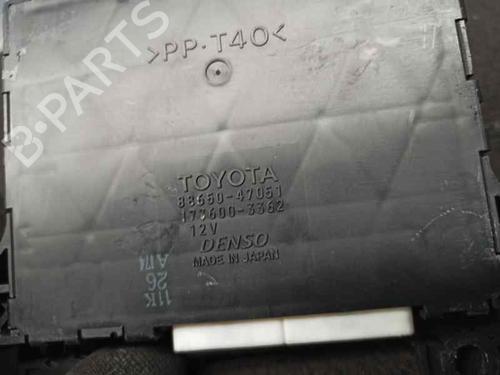 >PP-T40<
B-PARTS
TOYOTA
88650-47051
173600-3362
12V
DENSO
MADE IN JAPAN
11K
26